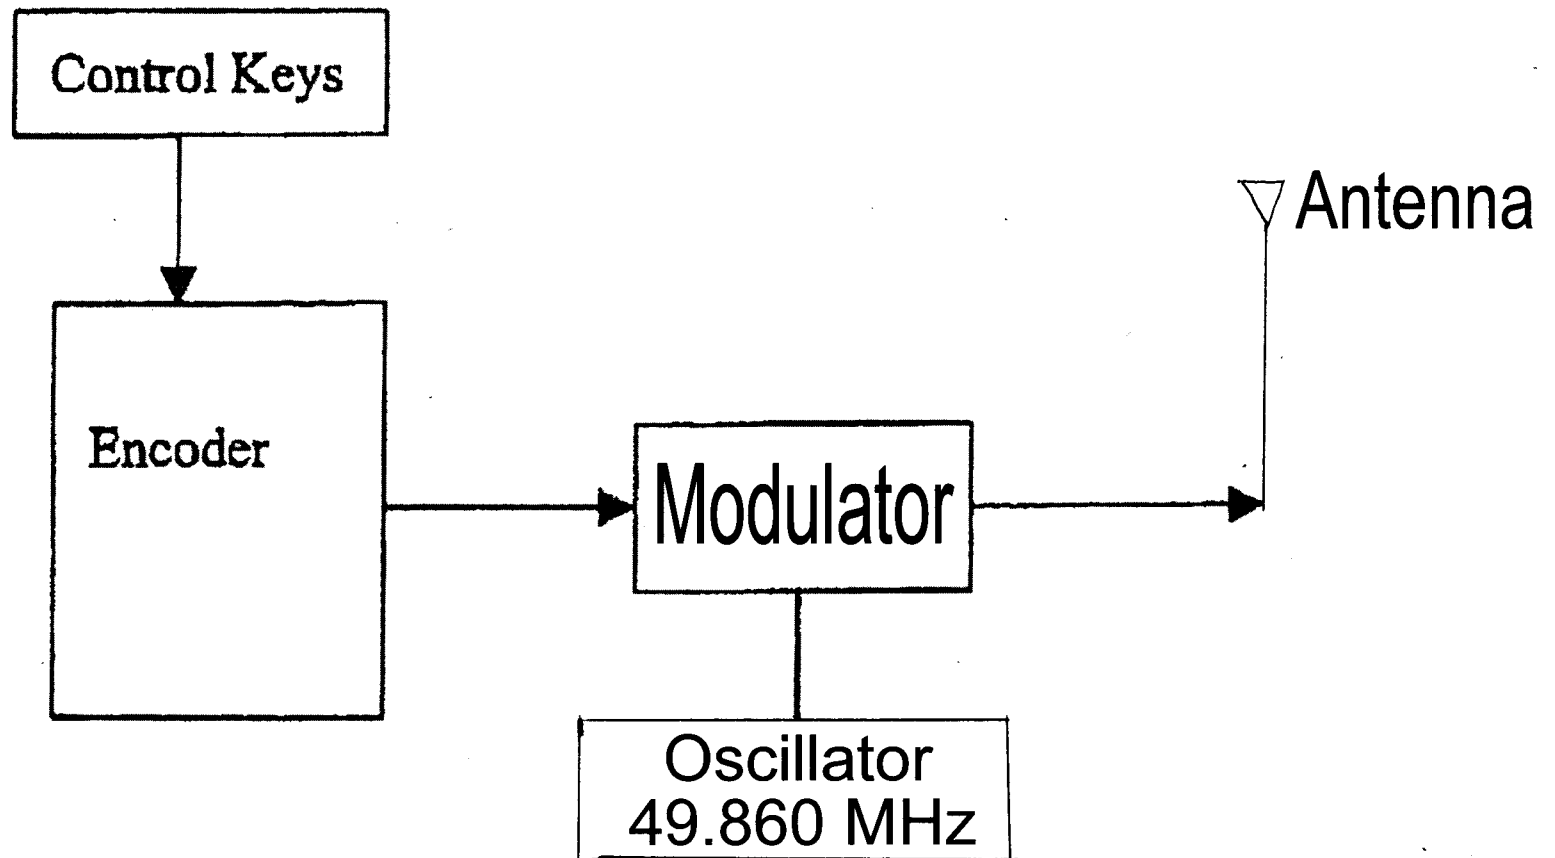 Control Keys
Antenna
Encoder
Modulator
Oscillator
49.860 MHz